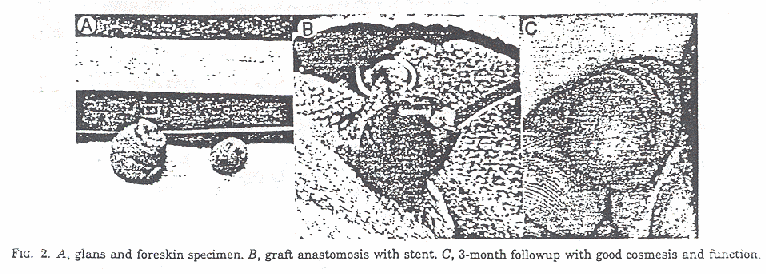 A
B
C
FIG. 2. A, glans and foreskin specimen. B, graft anastomosis with stent. C, 3-month followup with good cosmesis and function.